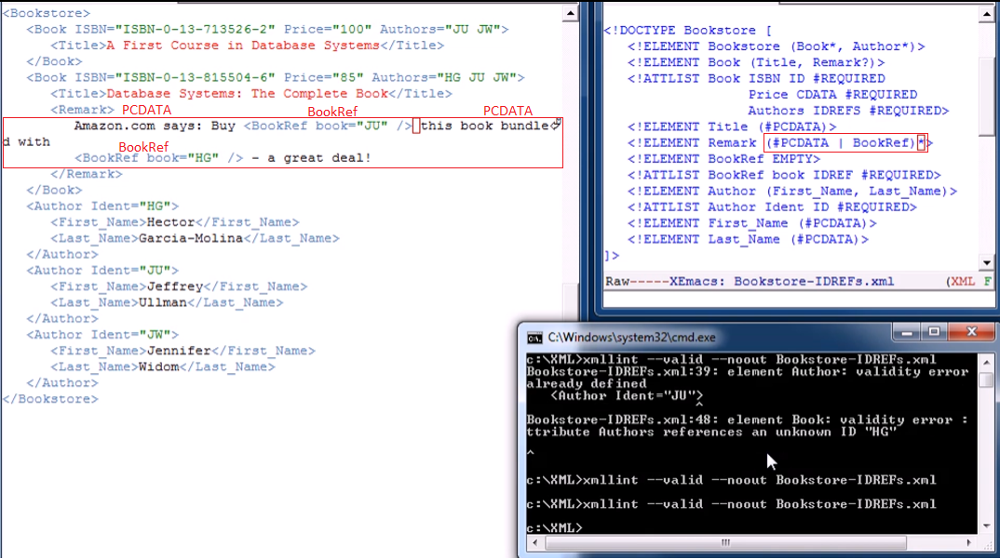 <Bookstore>
<Book ISBN="ISBN-0-13-713526-2" Price="100" Authors="JU JW">
<Title>A First Course in Database Systems</Title>
</Book>
<Book ISBN="ISBN-0-13-815504-6" Price="85" Authors="HG JU JW">
<Title>Database Systems: The Complete Book</Title>
<Remark> PCDATA BookRef PCDATA
Amazon.com says: Buy <BookRef book="JU" /> this book bundle
d with
BookRef
<BookRef book="HG" /> - a great deal!
</Remark>
</Book>
<Author Ident="HG">
<First_Name>Hector</First_Name>
<Last_Name>Garcia-Molina</Last_Name>
</Author>
<Author Ident="JU">
<First_Name>Jeffrey</First_Name>
<Last_Name>Ullman</Last_Name>
</Author>
<Author Ident="JW">
<First_Name>Jennifer</First_Name>
<Last_Name>Widom</Last_Name>
</Author>
</Bookstore>
<!DOCTYPE Bookstore [
<!ELEMENT Bookstore (Book*, Author*)>
<!ELEMENT Book (Title, Remark?)>
<!ATTLIST Book ISBN ID #REQUIRED
Price CDATA #REQUIRED
Authors IDREFS #REQUIRED>
<!ELEMENT Title (#PCDATA)>
<!ELEMENT Remark (#PCDATA | BookRef)*>
<!ELEMENT BookRef EMPTY>
<!ATTLIST BookRef book IDREF #REQUIRED>
<!ELEMENT Author (First_Name, Last_Name)>
<!ATTLIST Author Ident ID #REQUIRED>
<!ELEMENT First_Name (#PCDATA)>
<!ELEMENT Last_Name (#PCDATA)>
]>
Raw-----XEmacs: Bookstore-IDREFs.xml (XML F
C:\Windows\system32\cmd.exe
c:\XML>xmllint --valid --noout Bookstore-IDREFs.xml
Bookstore-IDREFs.xml:39: element Author: validity error
already defined
<Author Ident="JU">
^
Bookstore-IDREFs.xml:48: element Book: validity error :
ttribute Authors references an unknown ID "HG"
^
c:\XML>xmllint --valid --noout Bookstore-IDREFs.xml
c:\XML>xmllint --valid --noout Bookstore-IDREFs.xml
c:\XML>